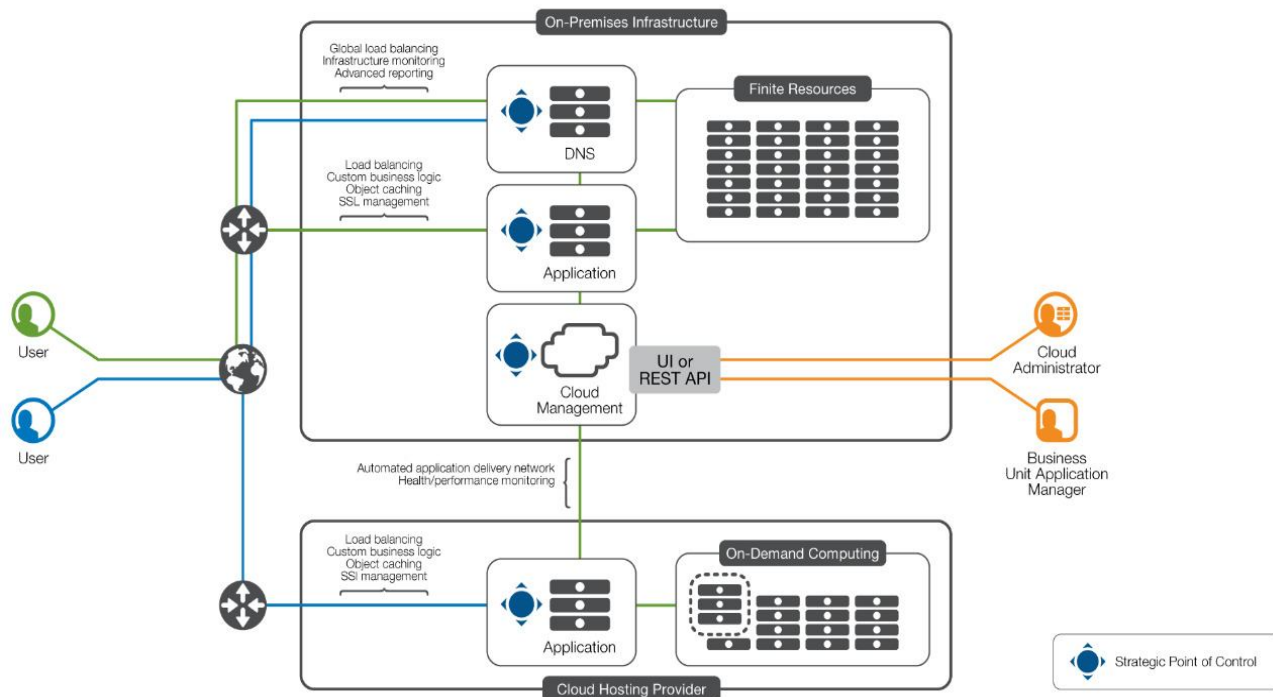 On-Premises Infrastructure
Global load balancing
Infrastructure monitoring
Advanced reporting
DNS
Finite Resources
Load balancing
Custom business logic
Object caching
SSL management
Application
User
User
Cloud
Management
UI or
REST API
Cloud
Administrator
Business
Unit Application
Manager
Automated application delivery network
Health/performance monitoring
Load balancing
Custom business logic
Object caching
SSl management
Application
On-Demand Computing
Cloud Hosting Provider
Strategic Point of Control